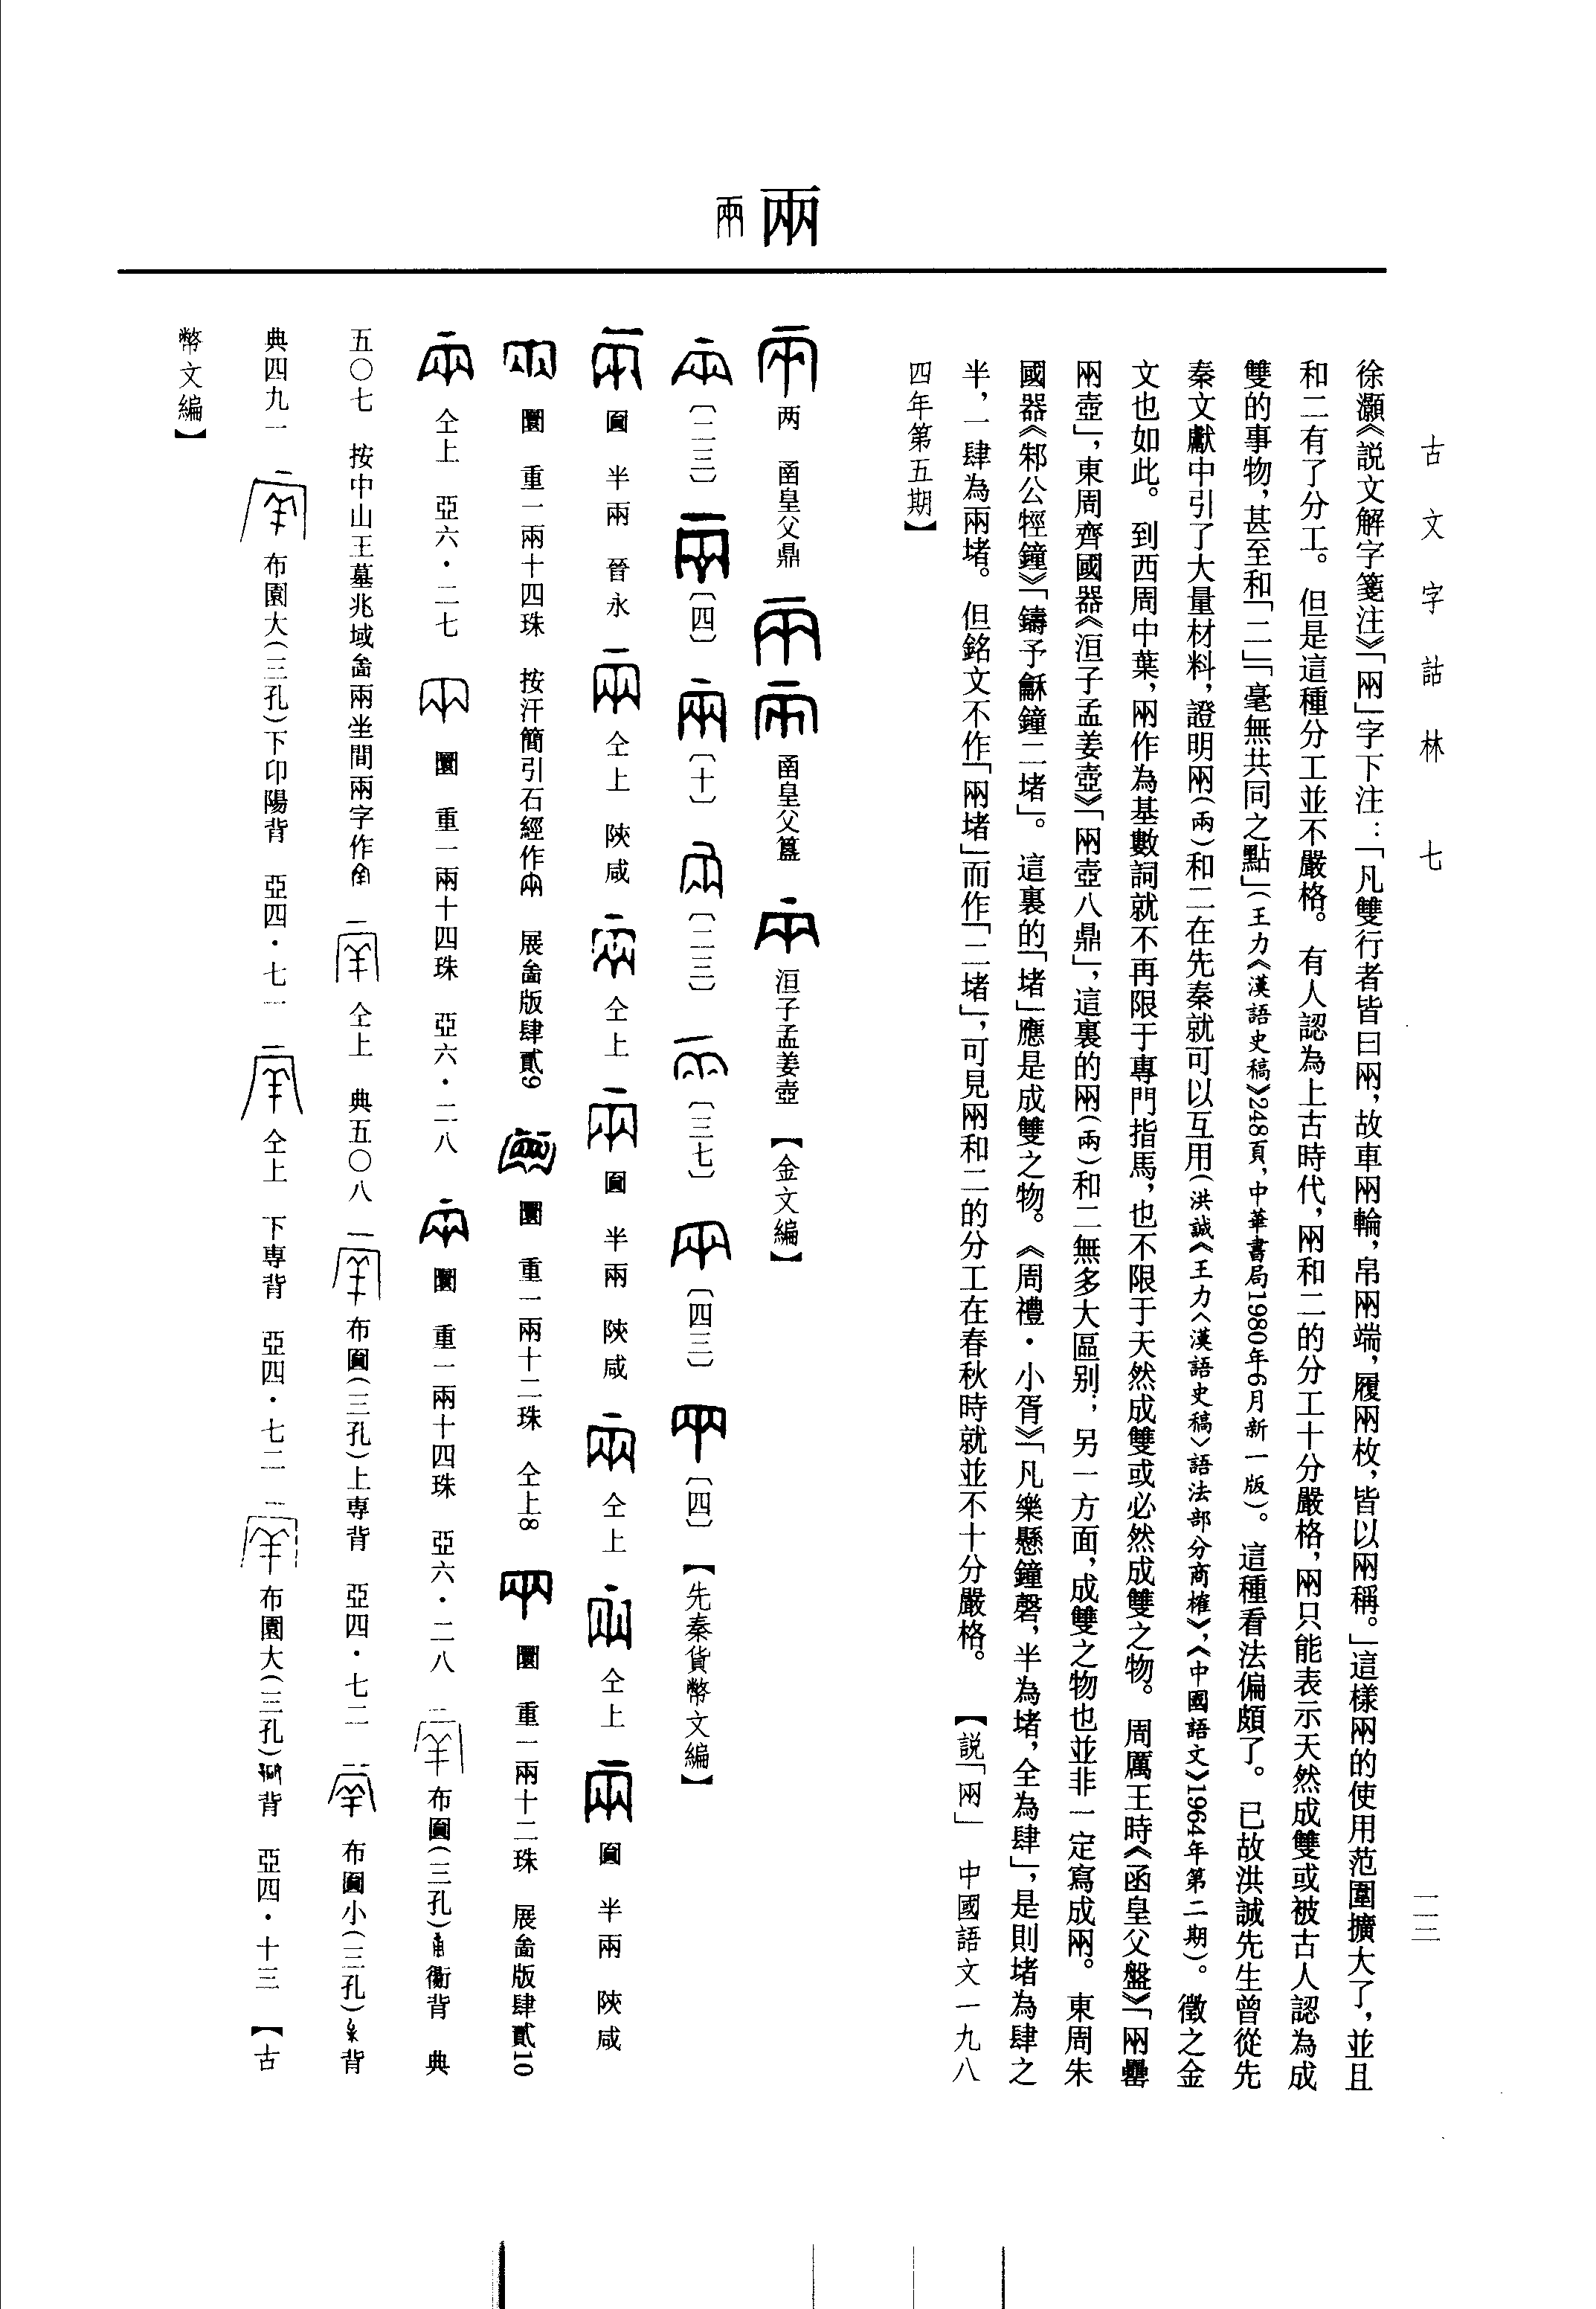 古文字詁林 七
一一二
徐灝《説文解字箋注》「㒳」字下注：「凡雙行者皆曰㒳，故車㒳輪，帛㒳端，履㒳枚，皆以㒳稱。」這樣㒳的使用范圍擴大了，並且
和二有了分工。但是這種分工並不嚴格。有人認為上古時代，㒳和二的分工十分嚴格，㒳只能表示天然成雙或被古人認為成
雙的事物，甚至和「二」「毫無共同之點」（王力《漢語史稿》248頁，中華書局1980年6月新一版）。這種看法偏頗了。已故洪誠先生曾從先
秦文獻中引了大量材料，證明㒳（兩）和二在先秦就可以互用（洪誠《王力〈漢語史稿〉語法部分商榷》，《中國語文》1964年第二期）。徵之金
文也如此。到西周中葉，㒳作為基數詞就不再限于專門指馬，也不限于天然成雙或必然成雙之物。周厲王時《函皇父盤》「㒳罍
㒳壺」，東周齊國器《洹子孟姜壺》「㒳壺八鼎」，這裏的㒳（兩）和二無多大區别；另一方面，成雙之物也並非一定寫成㒳。東周朱
國器《邾公牼鐘》「鑄予龢鐘二堵」。這裏的「堵」應是成雙之物。《周禮·小胥》「凡樂懸鐘磬，半為堵，全為肆」，是則堵為肆之
半，一肆為兩堵。但銘文不作「㒳堵」而作「二堵」，可見㒳和二的分工在春秋時就並不十分嚴格。【説「㒳」 中國語文一九八
四年第五期】
兩
两 圅皇父鼎 圅皇父簋 洹子孟姜壺 【金文編】
〔二三〕 〔四〕 〔十〕 〔二三〕 〔三七〕 〔四三〕 〔四〕 【先秦貨幣文編】
圓 半兩 晉永 仝上 陝咸 仝上 圓 半兩 陝咸 仝上 仝上 圓 半兩 陝咸
圜 重一兩十四珠 按汗簡引石經作 展啚版肆貳9 圜 重一兩十二珠 仝上8 圜 重一兩十二珠 展啚版肆貳10
仝上 亞六·二七 圜 重一兩十四珠 亞六·二八 圜 重一兩十四珠 亞六·二八 布圓（三孔） 衞背 典
五〇七 按中山王墓兆域啚兩坐間兩字作 仝上 典五〇八 布圓（三孔）上専背 亞四·七二 布圓小（三孔） 背
典四九一 布圜大（三孔）下印陽背 亞四·七一 仝上 下専背 亞四·七二 布圜大（三孔） 背 亞四·十三 【古
幣文編】